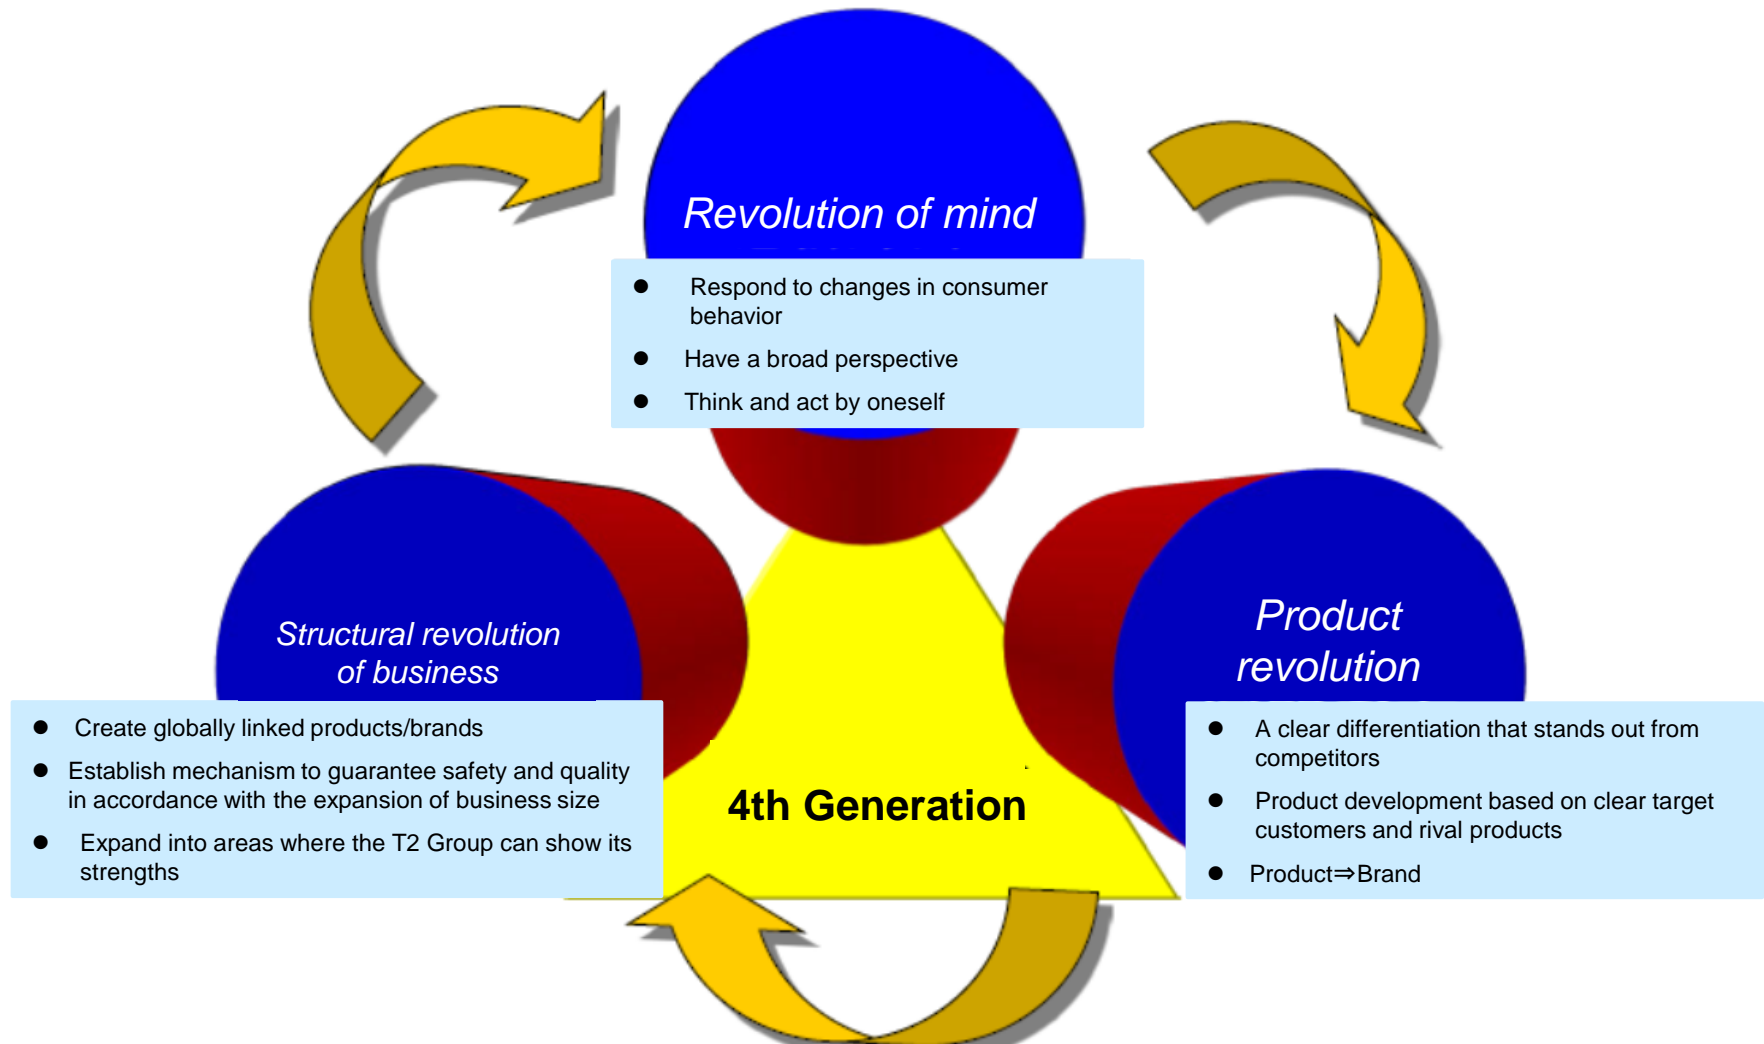 Revolution of mind
● Respond to changes in consumer
behavior
● Have a broad perspective
● Think and act by oneself
Structural revolution
of business
● Create globally linked products/brands
● Establish mechanism to guarantee safety and quality
in accordance with the expansion of business size
● Expand into areas where the T2 Group can show its
strengths
4th Generation
Product
revolution
● A clear differentiation that stands out from
competitors
● Product development based on clear target
customers and rival products
● Product⇒Brand